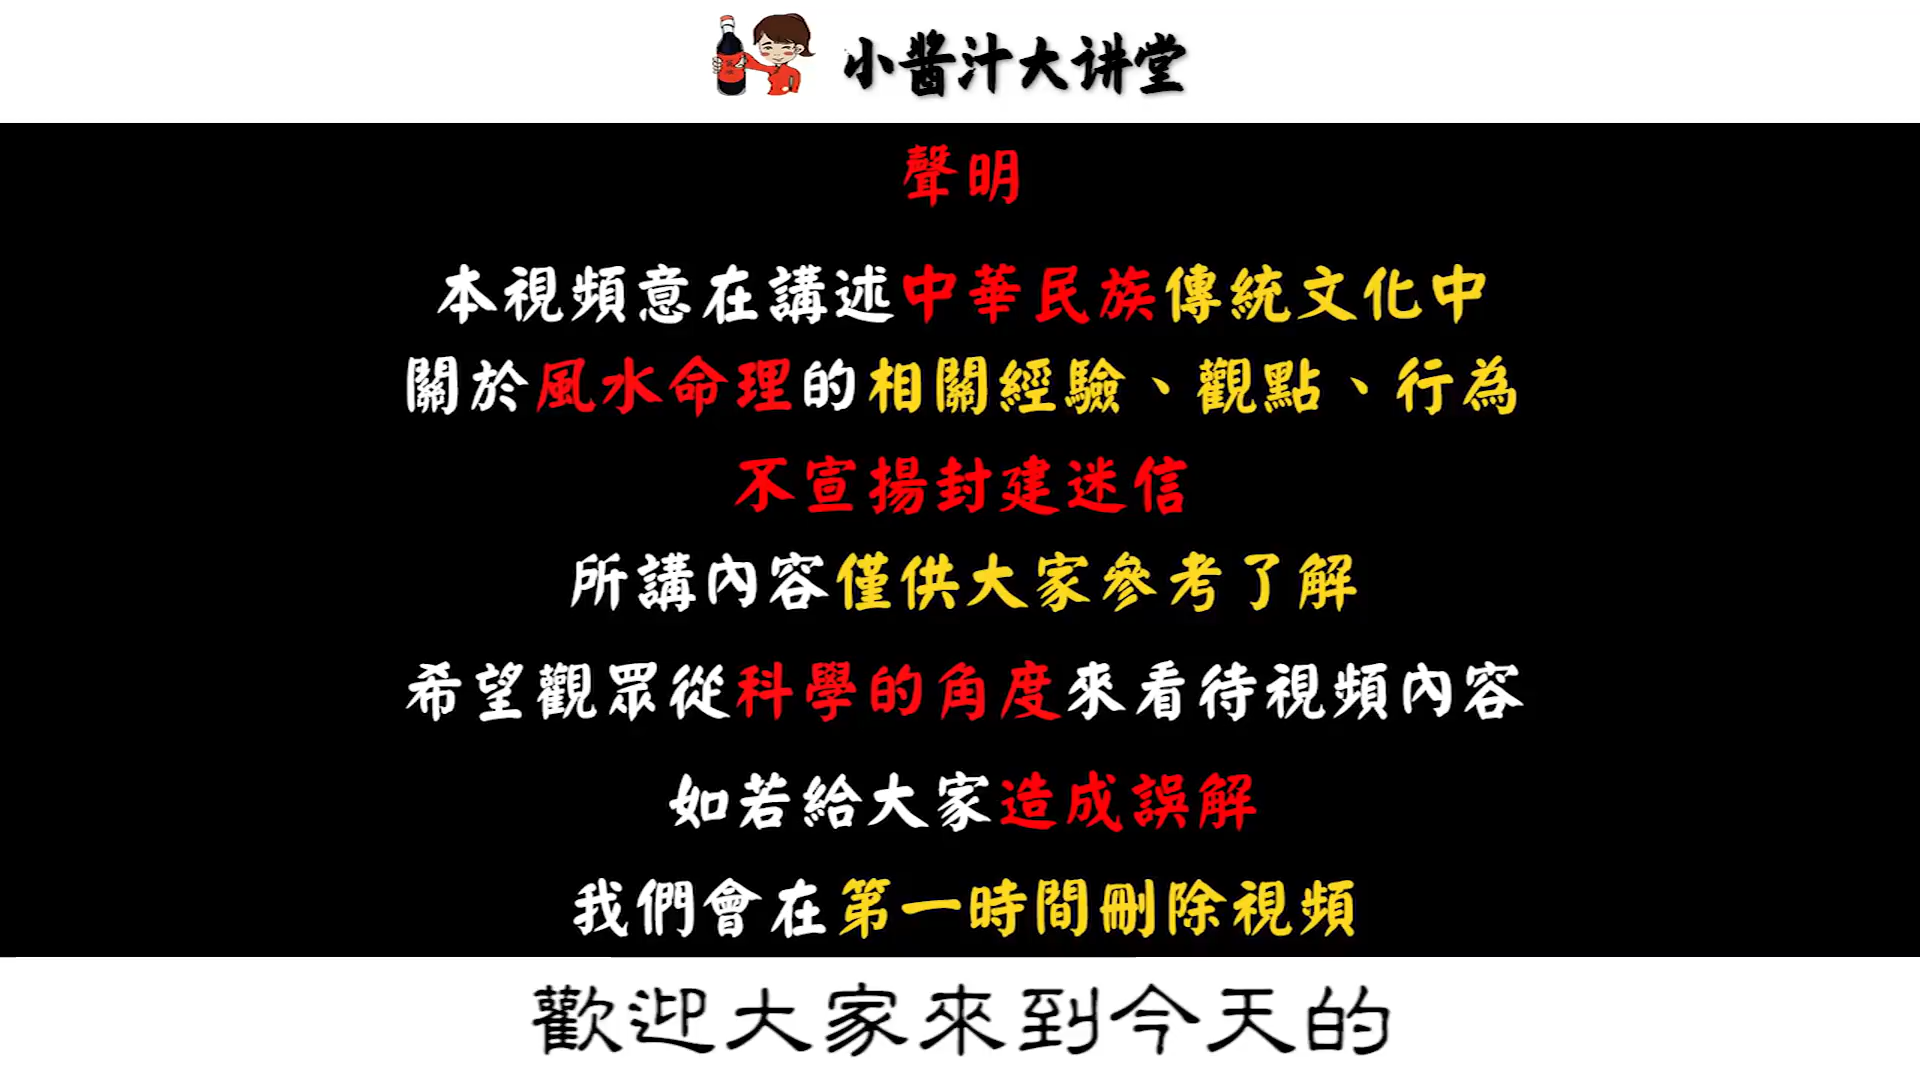 小酱汁大讲堂
聲明
本視頻意在講述中華民族傳統文化中
關於風水命理的相關經驗、觀點、行為
不宣揚封建迷信
所講內容僅供大家參考了解
希望觀眾從科學的角度來看待視頻內容
如若給大家造成誤解
我們會在第一時間刪除視頻
歡迎大家來到今天的